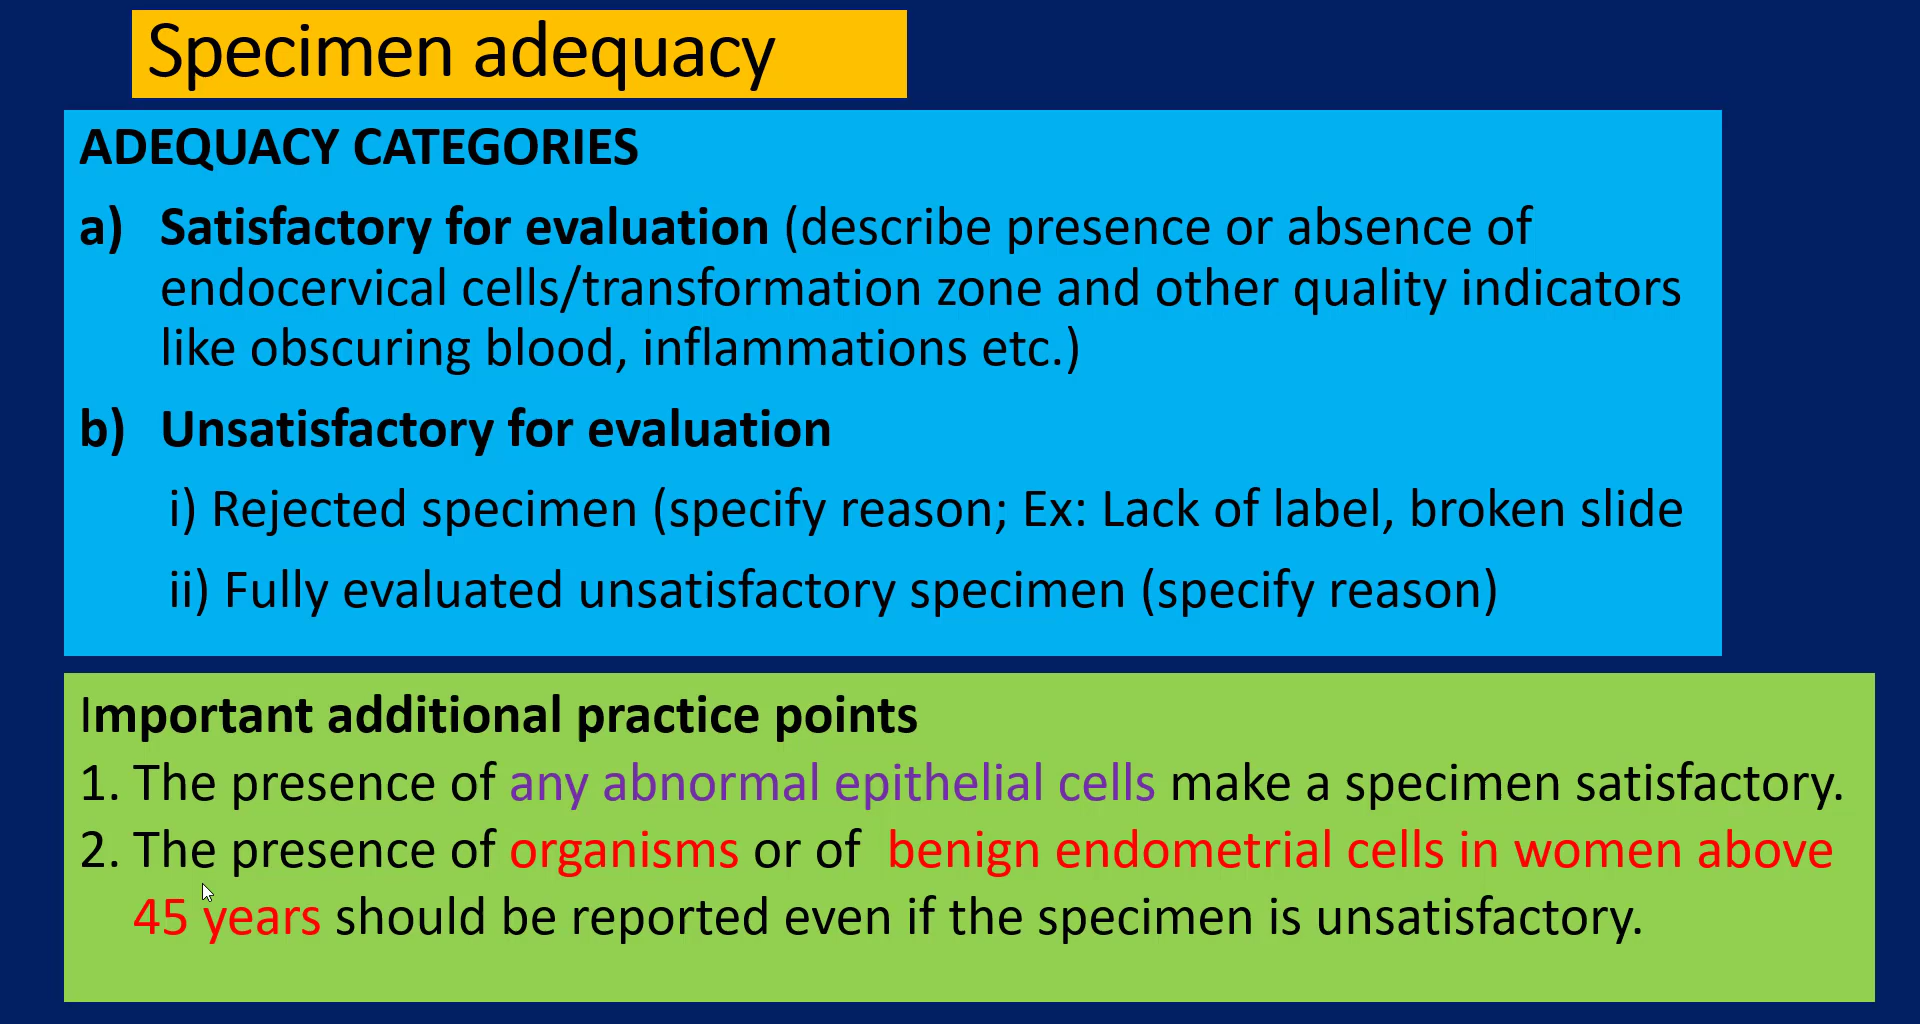 Specimen adequacy
ADEQUACY CATEGORIES
a) Satisfactory for evaluation (describe presence or absence of
endocervical cells/transformation zone and other quality indicators
like obscuring blood, inflammations etc.)
b) Unsatisfactory for evaluation
i) Rejected specimen (specify reason; Ex: Lack of label, broken slide
ii) Fully evaluated unsatisfactory specimen (specify reason)
Important additional practice points
1. The presence of any abnormal epithelial cells make a specimen satisfactory.
2. The presence of organisms or of benign endometrial cells in women above
45 years should be reported even if the specimen is unsatisfactory.